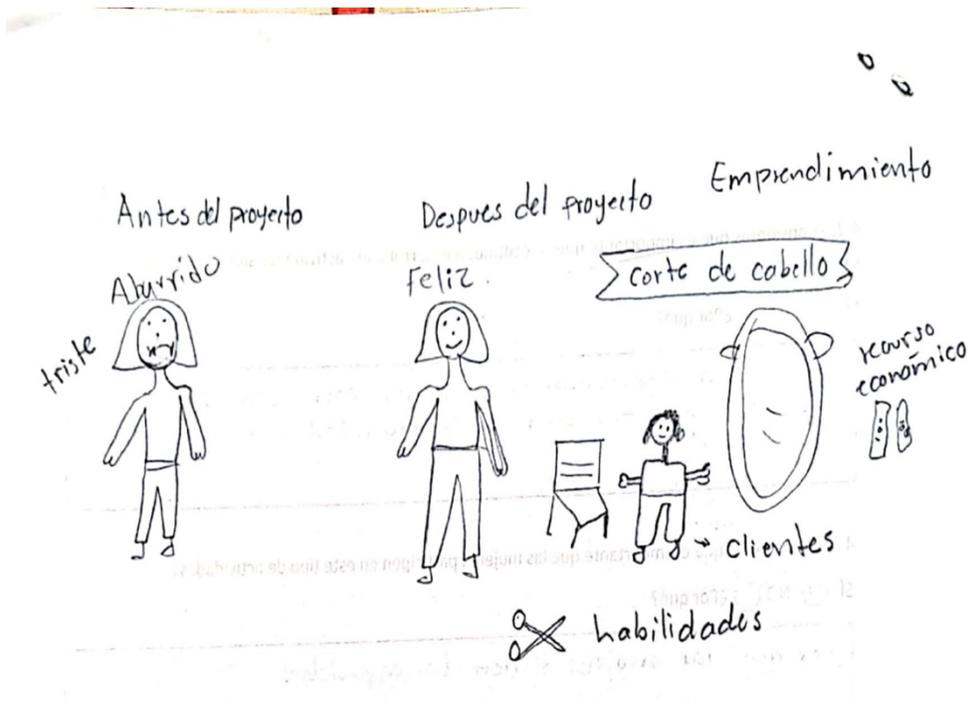 Antes del proyecto
Despues del proyecto
Emprendimiento
Aburrido
triste
Feliz.
Corte de cabello
recurso
económico
clientes
habilidades